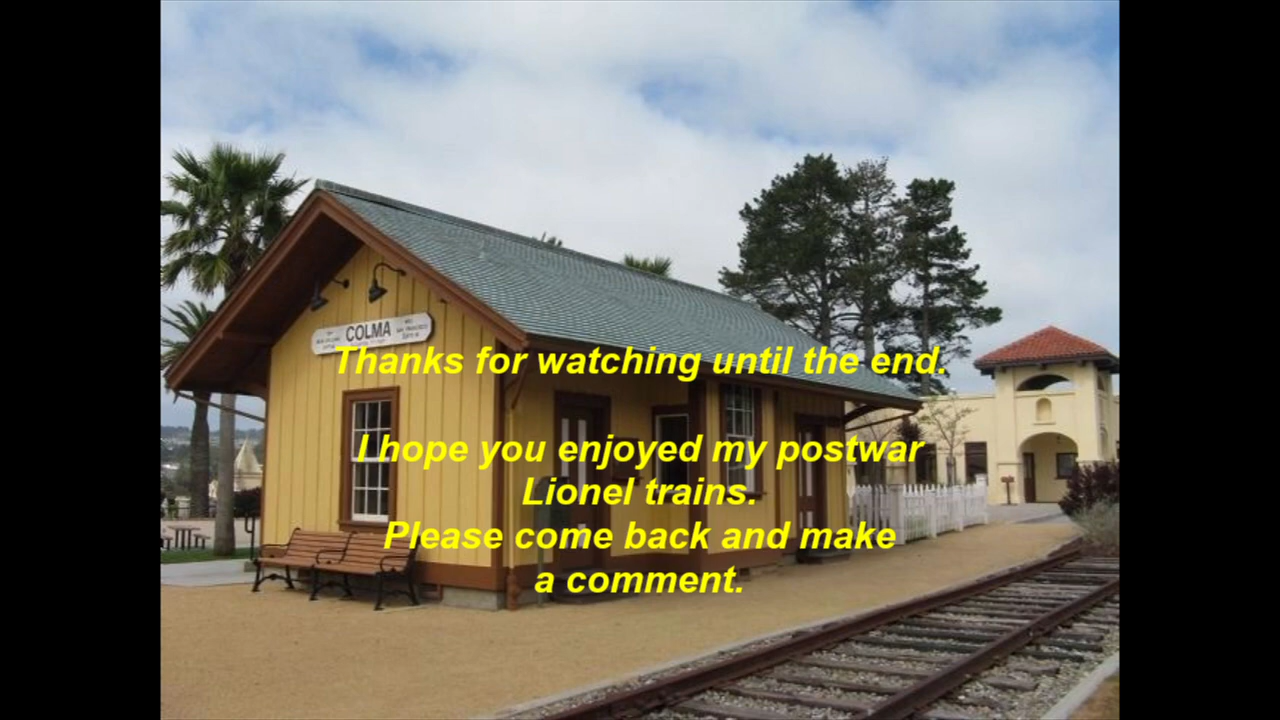 COLMA
Thanks for watching until the end.
I hope you enjoyed my postwar
Lionel trains.
Please come back and make
a comment.